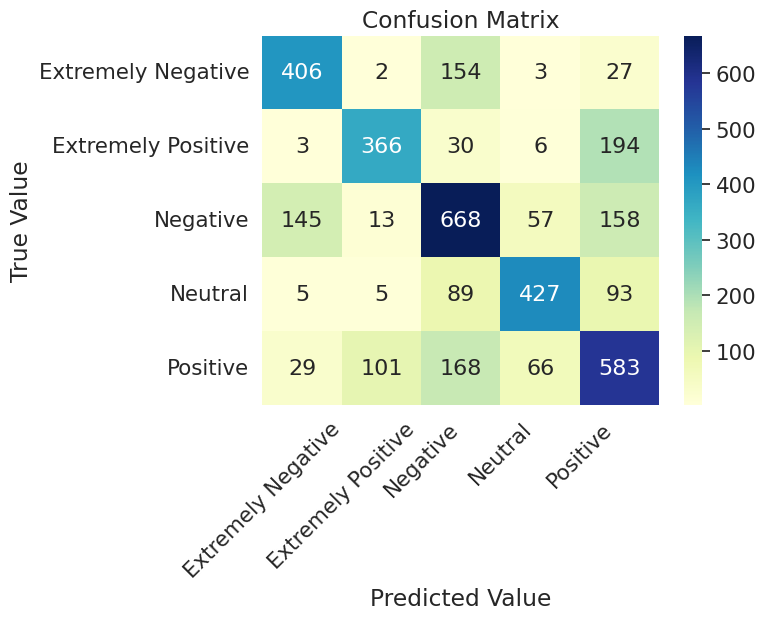 Confusion Matrix
True Value
Extremely Negative 406 2 154 3 27
Extremely Positive 3 366 30 6 194
Negative 145 13 668 57 158
Neutral 5 5 89 427 93
Positive 29 101 168 66 583
Extremely Negative
Extremely Positive
Negative
Neutral
Positive
Predicted Value
600
500
400
300
200
100